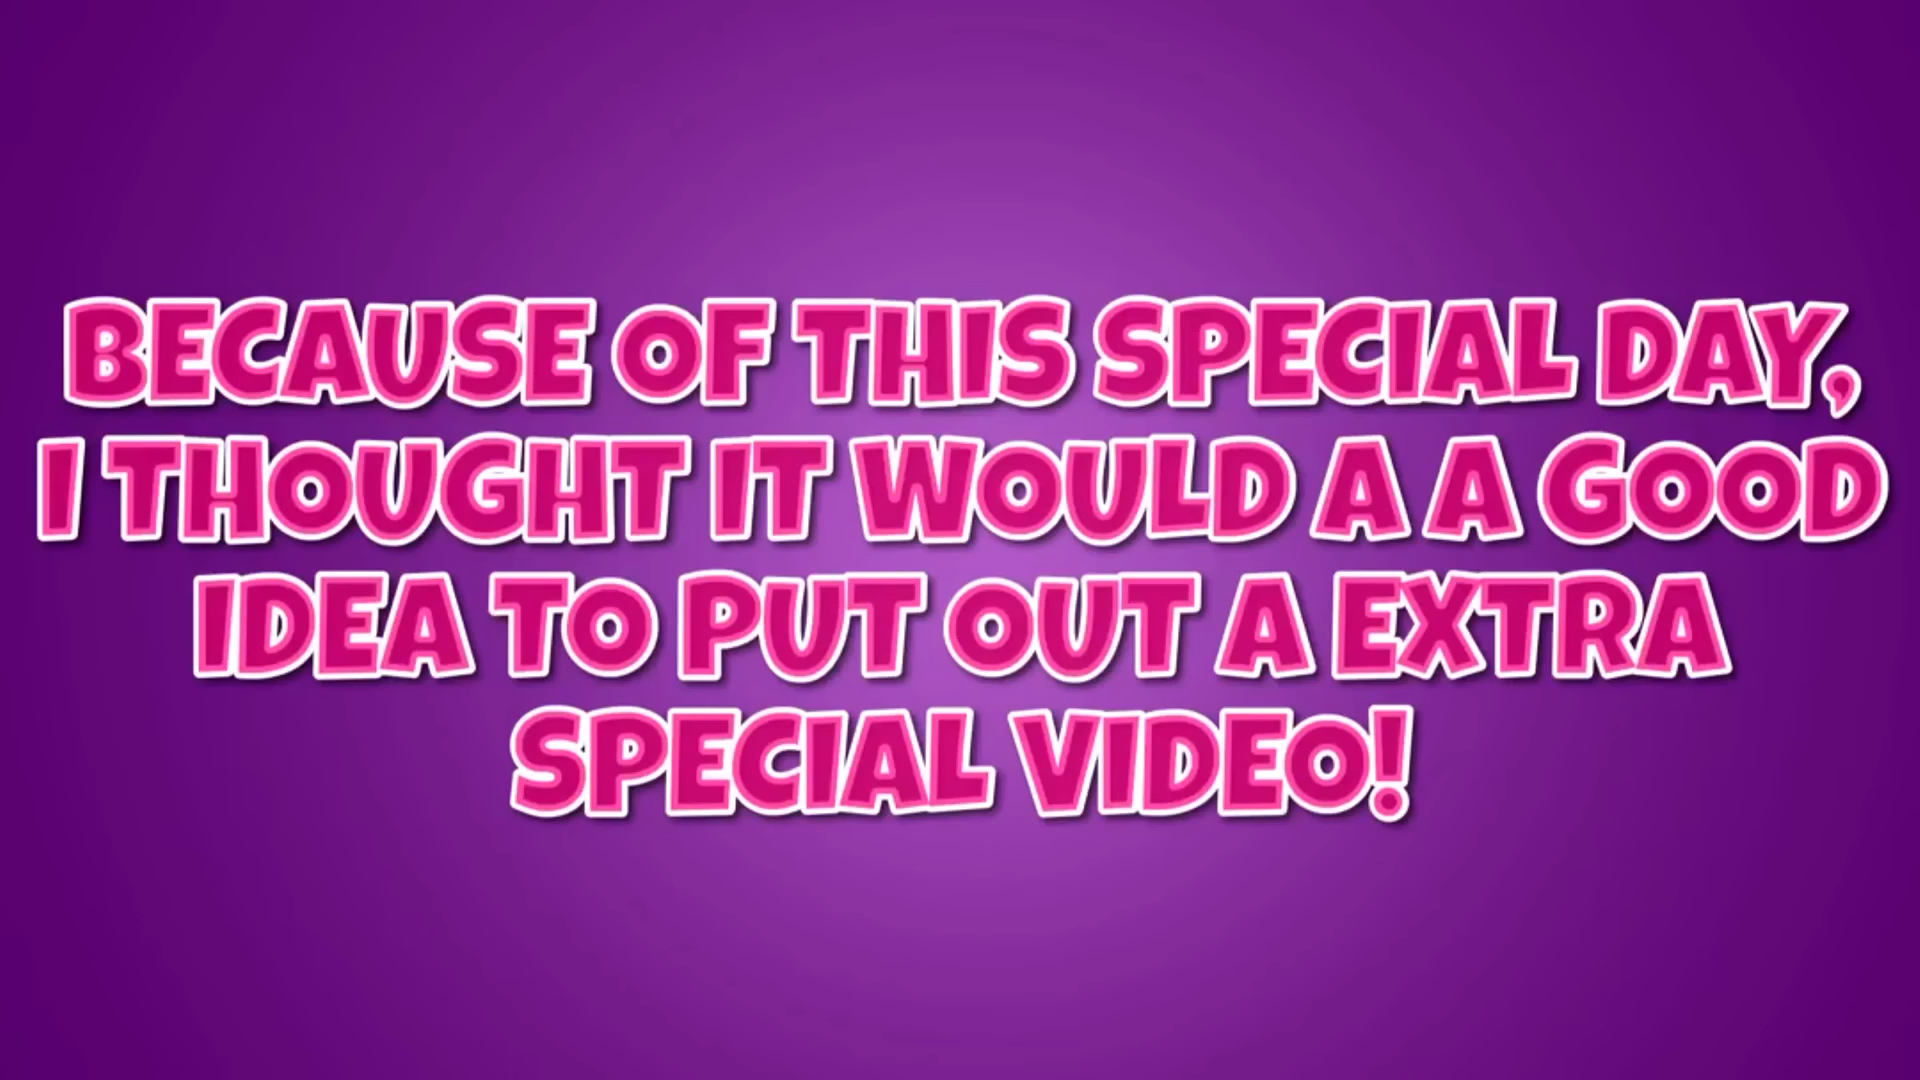 BECAUSE OF THIS SPECIAL DAY,
I THOUGHT IT WOULD A A GOOD
IDEA TO PUT OUT A EXTRA
SPECIAL VIDEO!